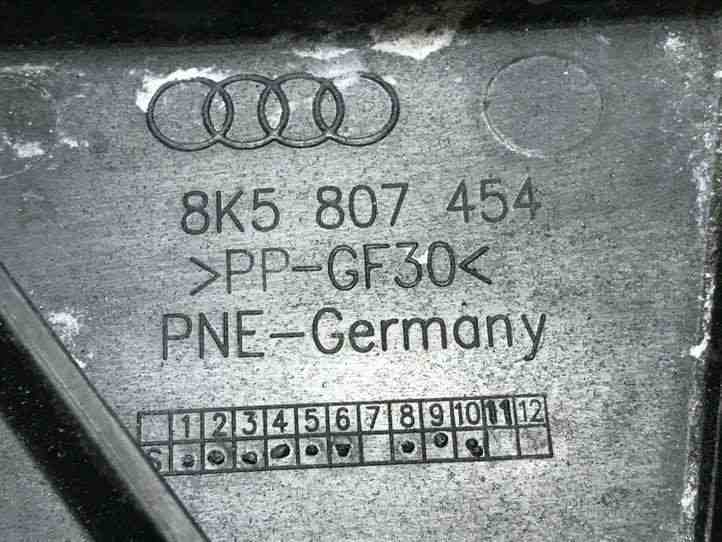 8K5 807 454
>PP-GF30<
PNE-Germany
1 2 3 4 5 6 7 8 9 10 11 12